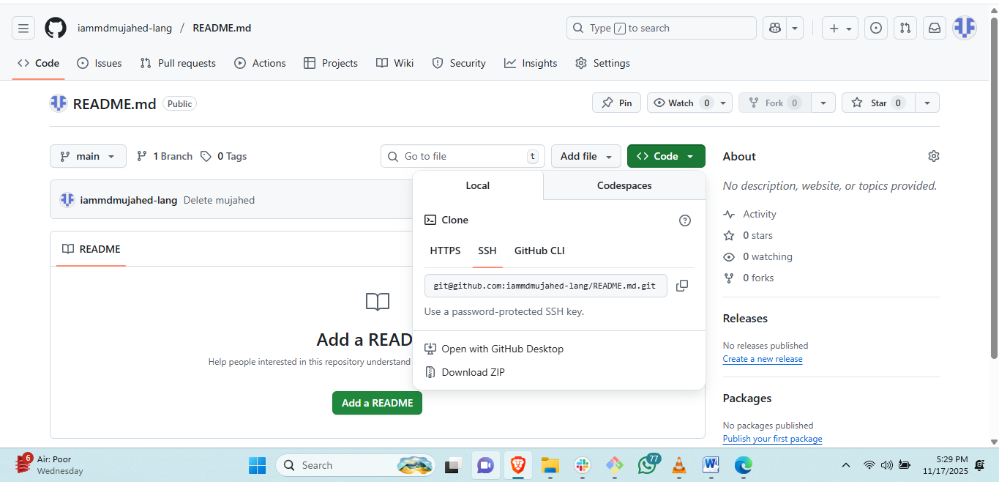 iammdmujahed-lang / README.md
Type / to search
Code Issues Pull requests Actions Projects Wiki Security Insights Settings
README.md Public
Pin Watch 0 Fork 0 Star 0
main 1 Branch 0 Tags
Go to file t Add file Code
iammdmujahed-lang Delete mujahed
README
Add a READ
Help people interested in this repository understand
Add a README
Local Codespaces
Clone
HTTPS SSH GitHub CLI
git@github.com:iammdmujahed-lang/README.md.git
Use a password-protected SSH key.
Open with GitHub Desktop
Download ZIP
About
No description, website, or topics provided.
Activity
0 stars
0 watching
0 forks
Releases
No releases published
Create a new release
Packages
No packages published
Publish your first package
6 Air: Poor
Wednesday
Search
77
5:29 PM
11/17/2025